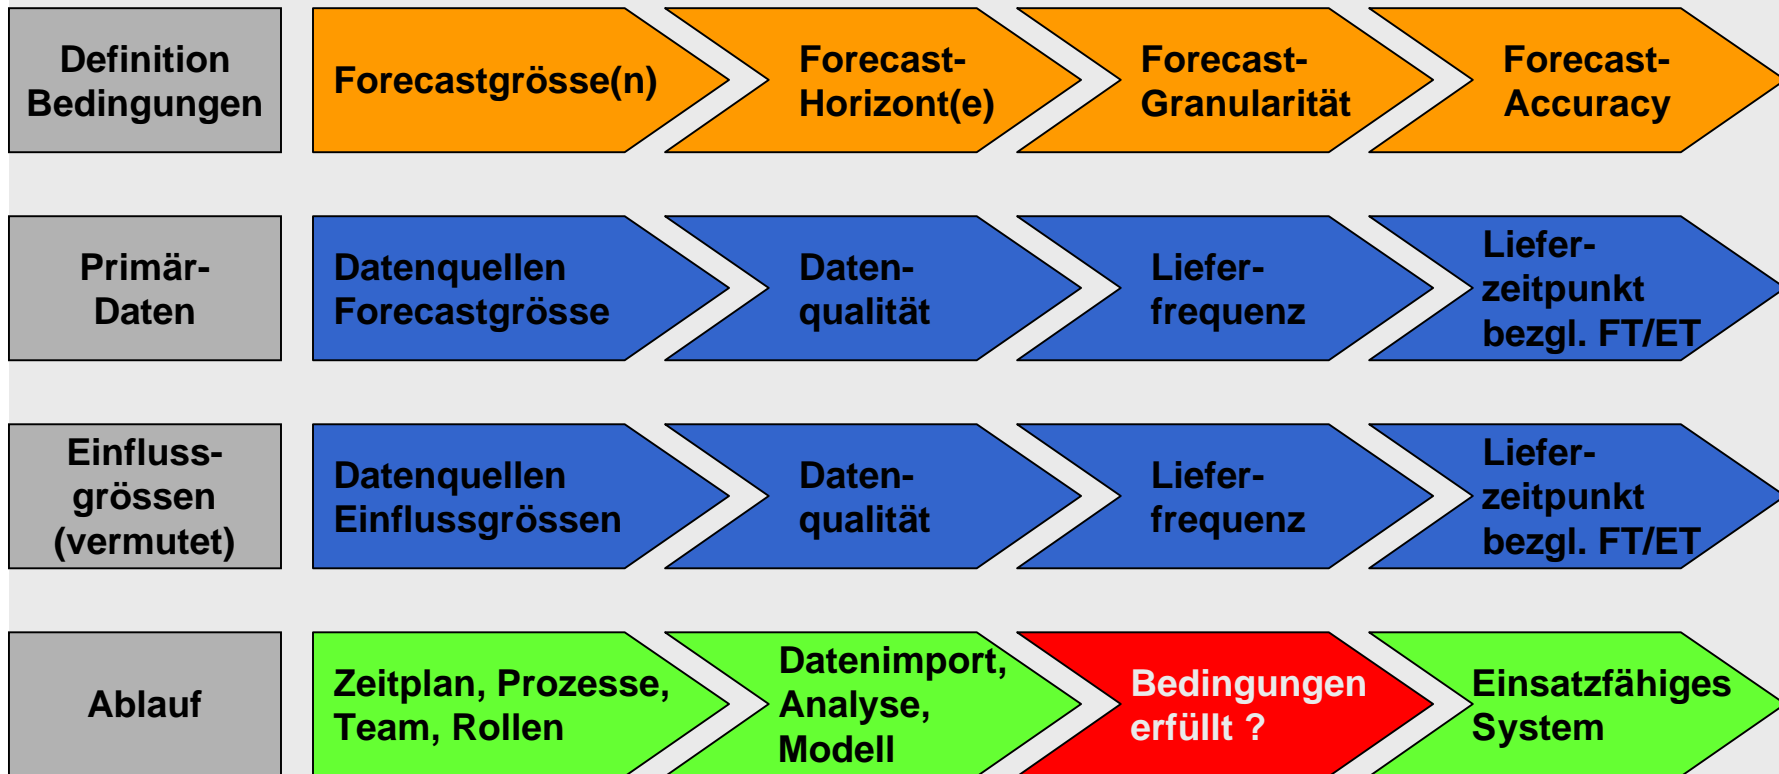 Definition
Bedingungen
Forecastgrösse(n)
Forecast-
Horizont(e)
Forecast-
Granularität
Forecast-
Accuracy
Primär-
Daten
Datenquellen
Forecastgrösse
Daten-
qualität
Liefer-
frequenz
Liefer-
zeitpunkt
bezgl. FT/ET
Einfluss-
grössen
(vermutet)
Datenquellen
Einflussgrössen
Daten-
qualität
Liefer-
frequenz
Liefer-
zeitpunkt
bezgl. FT/ET
Ablauf
Zeitplan, Prozesse,
Team, Rollen
Datenimport,
Analyse,
Modell
Bedingungen
erfüllt ?
Einsatzfähiges
System